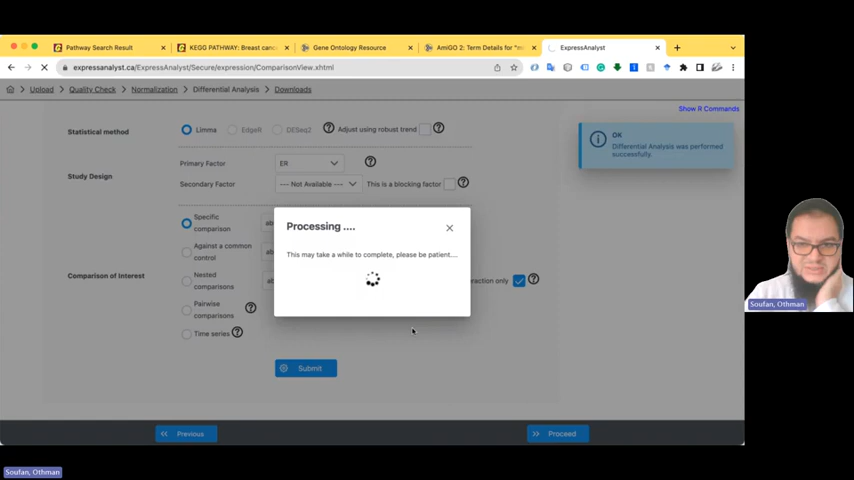 Pathway Search Result
KEGG PATHWAY: Breast canc
Gene Ontology Resource
AmiGO 2: Term Details for "mi
ExpressAnalyst
expressanalyst.ca/ExpressAnalyst/Secure/expression/ComparisonView.xhtml
Upload > Quality Check > Normalization > Differential Analysis > Downloads
Show R Commands
Statistical method
Limma
EdgeR
DESeq2
Adjust using robust trend
OK
Differential Analysis was performed
successfully.
Study Design
Primary Factor
ER
Secondary Factor
---- Not Available ----
This is a blocking factor
Comparison of Interest
Specific
comparison
Against a common
control
Nested
comparisons
Pairwise
comparisons
Time series
Processing ....
This may take a while to complete, please be patient....
Submit
Previous
Proceed
Soufan, Othman
Soufan, Othman